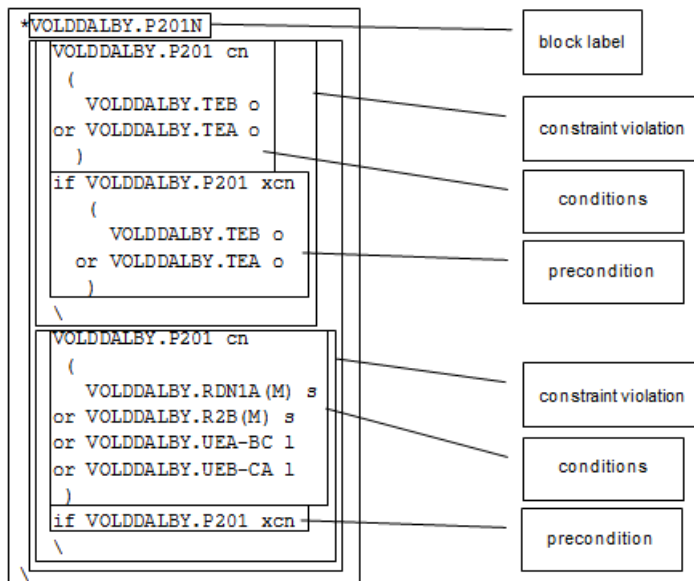 *VOLDDALBY.P201N
VOLDDALBY.P201 cn
(
VOLDDALBY.TEB o
or VOLDDALBY.TEA o
)
if VOLDDALBY.P201 xcn
(
VOLDDALBY.TEB o
or VOLDDALBY.TEA o
)
\
VOLDDALBY.P201 cn
(
VOLDDALBY.RDN1A(M) s
or VOLDDALBY.R2B(M) s
or VOLDDALBY.UEA-BC l
or VOLDDALBY.UEB-CA l
)
if VOLDDALBY.P201 xcn
\
\
block label
constraint violation
conditions
precondition
constraint violation
conditions
precondition